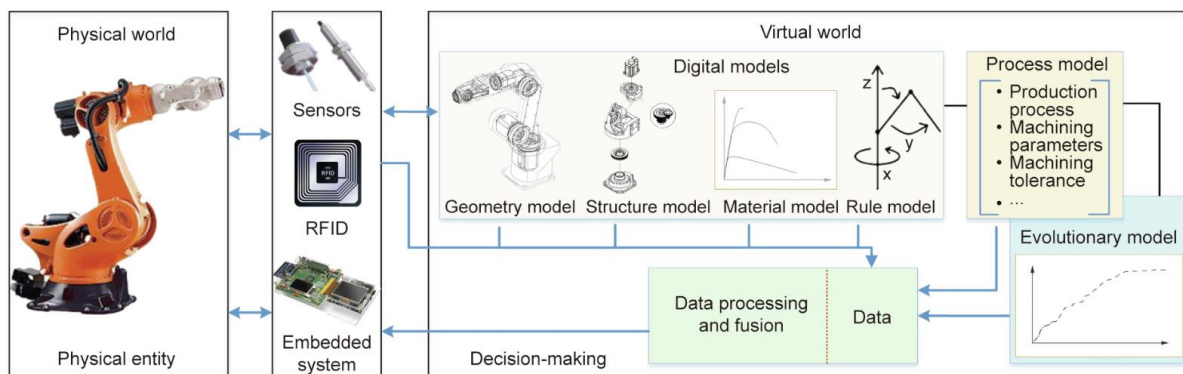 Physical world
Physical entity
Sensors
RFID
RFID
Embedded
system
Virtual world
Digital models
Geometry model
Structure model
Material model
Rule model
z
y
x
Process model
• Production
process
• Machining
parameters
• Machining
tolerance
• ...
Evolutionary model
Data processing
and fusion
Data
Decision-making